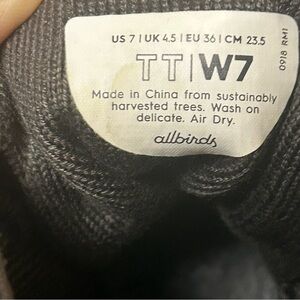 US 7 | UK 4.5 | EU 36 | CM 23.5
TT | W7
Made in China from sustainably
harvested trees. Wash on
delicate. Air Dry.
allbirds
0918 RM1